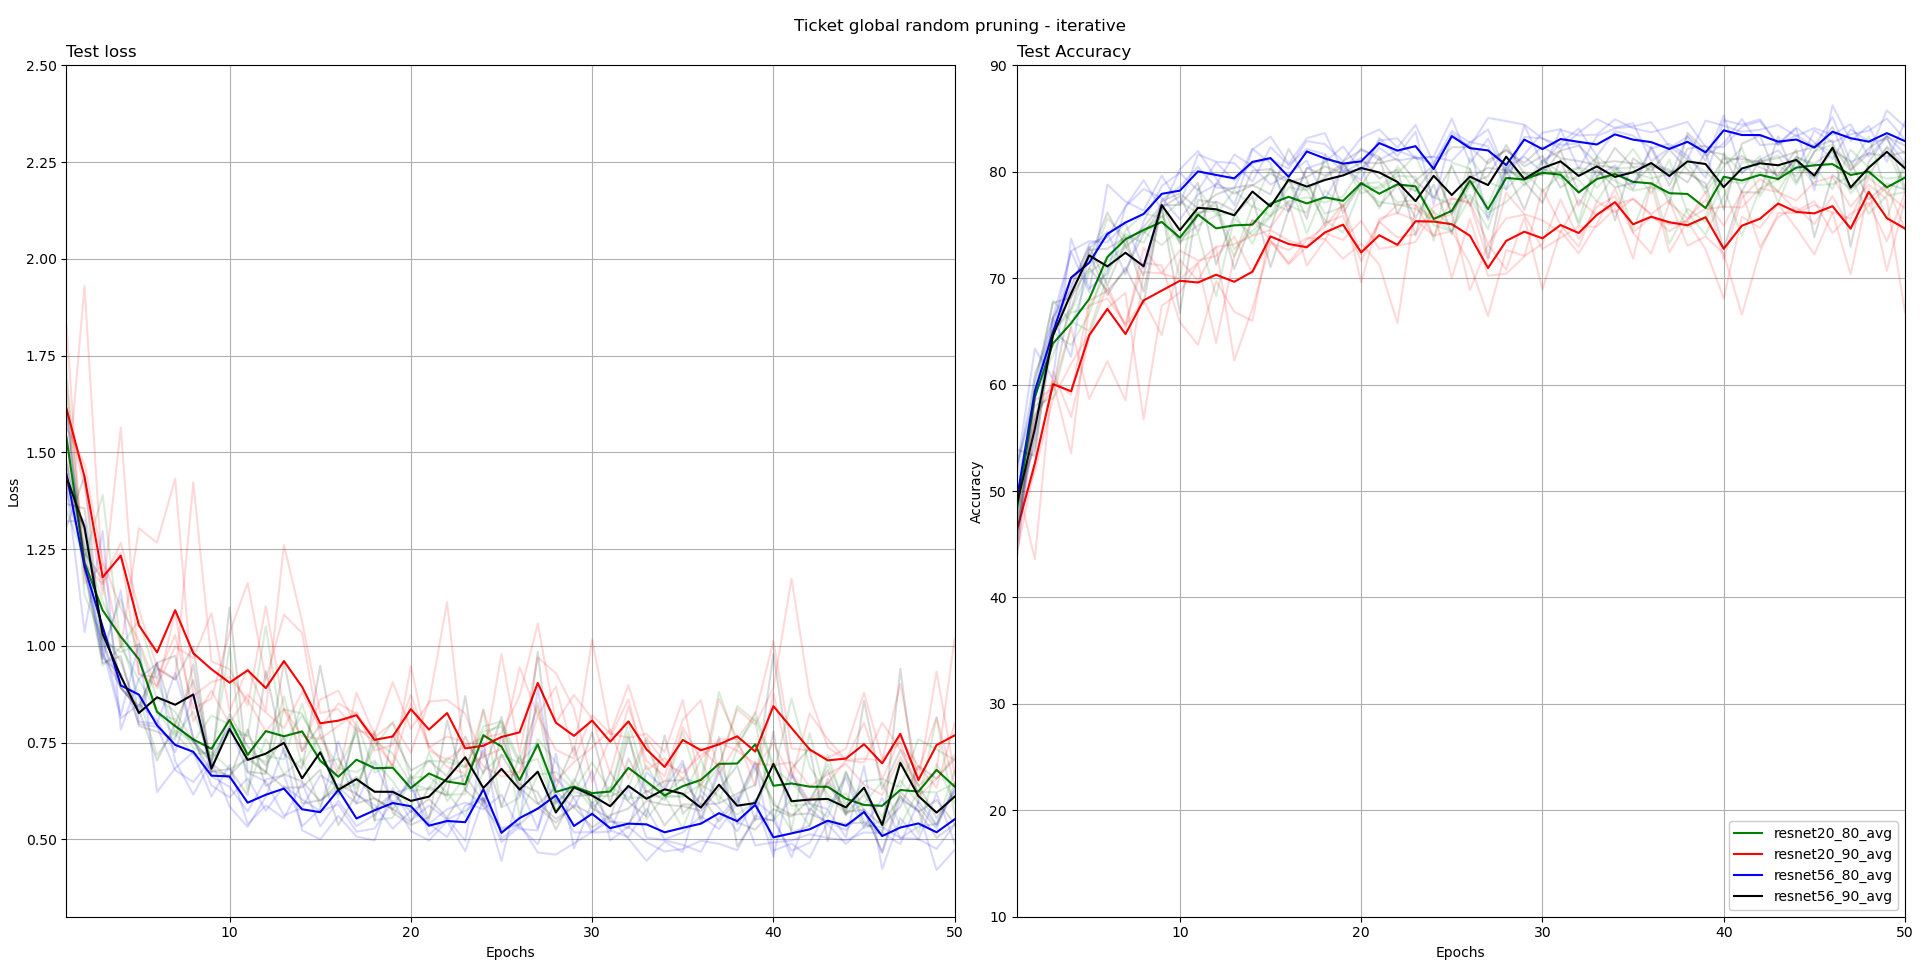 Ticket global random pruning - iterative
Test loss
2.50
2.25
2.00
1.75
1.50
1.25
1.00
0.75
0.50
Loss
10 20 30 40 50
Epochs
Test Accuracy
90
80
70
60
50
40
30
20
10
Accuracy
10 20 30 40 50
Epochs
resnet20_80_avg
resnet20_90_avg
resnet56_80_avg
resnet56_90_avg